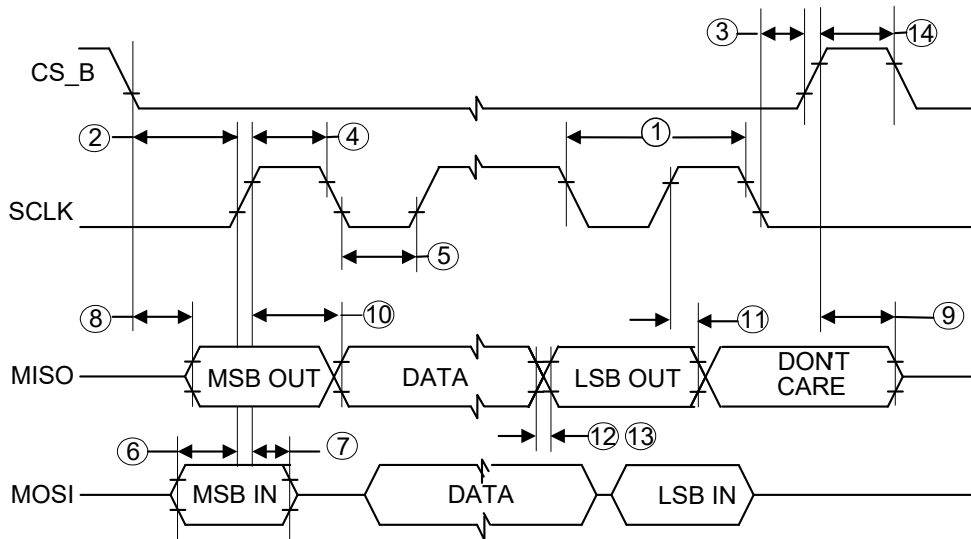 ③ ⑭
CS_B
② ④ ①
SCLK
⑤
⑧ ⑩ ⑪ ⑨
MISO MSB OUT DATA LSB OUT DON'T
CARE
⑥ ⑦ ⑫ ⑬
MOSI MSB IN DATA LSB IN